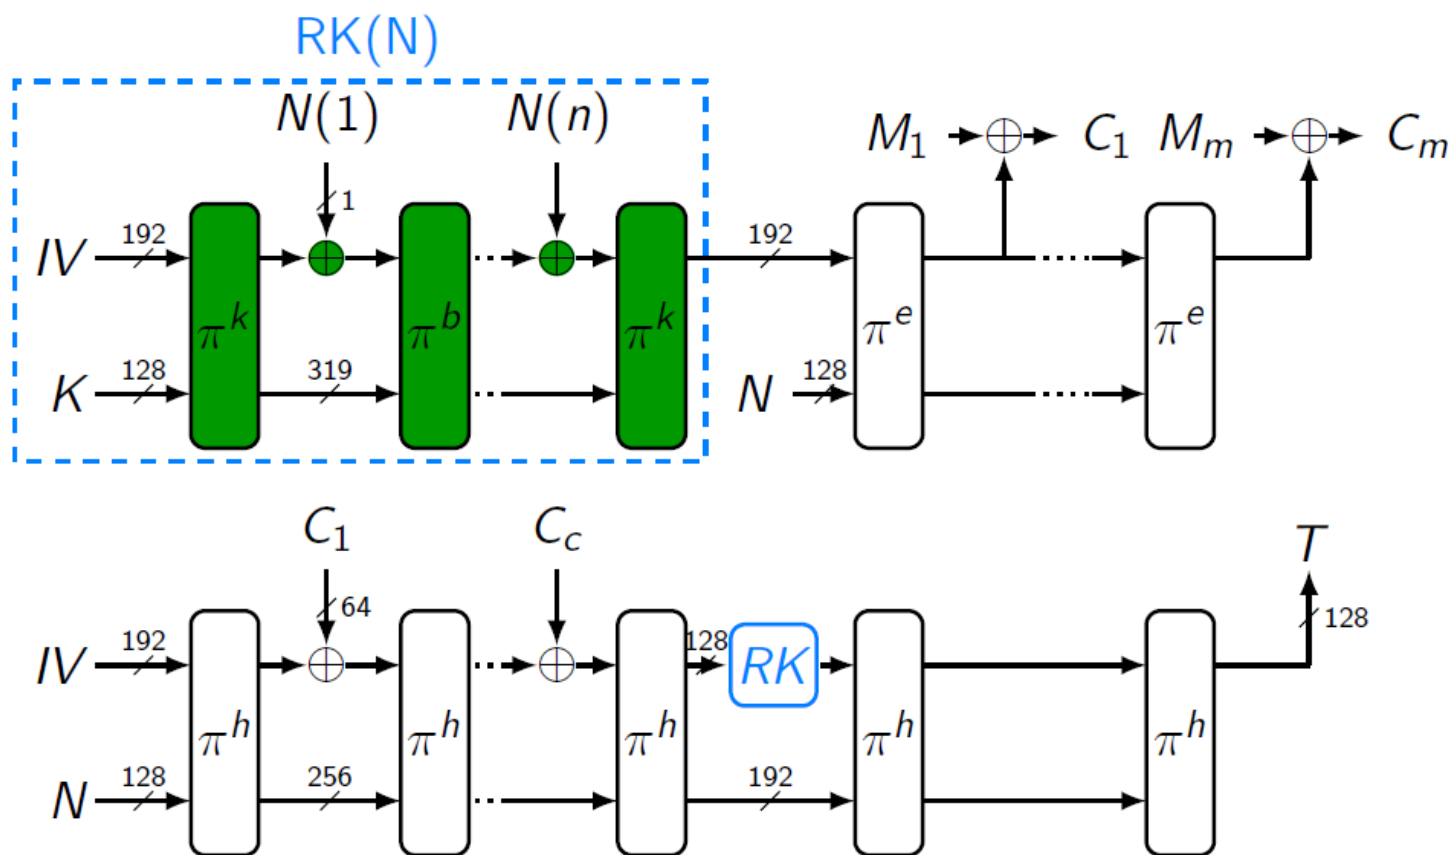 RK(N)
N(1) N(n) M₁ C₁ Mₘ Cₘ
1
IV 192 192
πᵏ πᵇ πᵏ πᵉ πᵉ
K 128 319 N 128
C₁ C_c T
64 128
IV 192 128 RK
πʰ πʰ πʰ πʰ πʰ
N 128 256 192